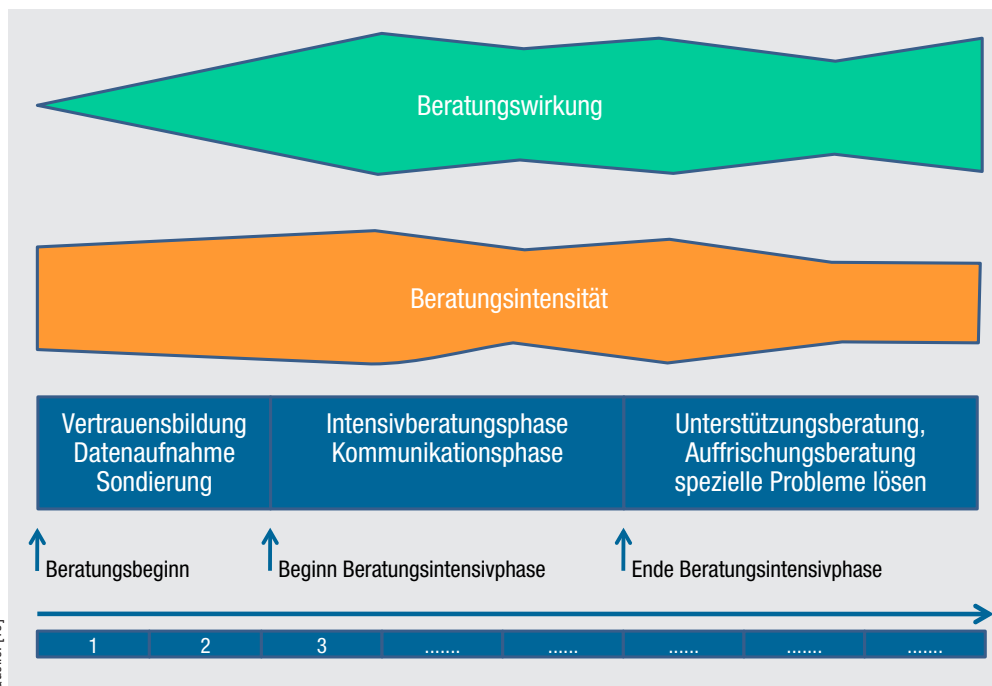 Beratungswirkung
Beratungsintensität
Vertrauensbildung
Datenaufnahme
Sondierung
Intensivberatungsphase
Kommunikationsphase
Unterstützungsberatung,
Auffrischungsberatung
spezielle Probleme lösen
Beratungsbeginn
Beginn Beratungsintensivphase
Ende Beratungsintensivphase
1 2 3 ....... ...... ...... ....... .......